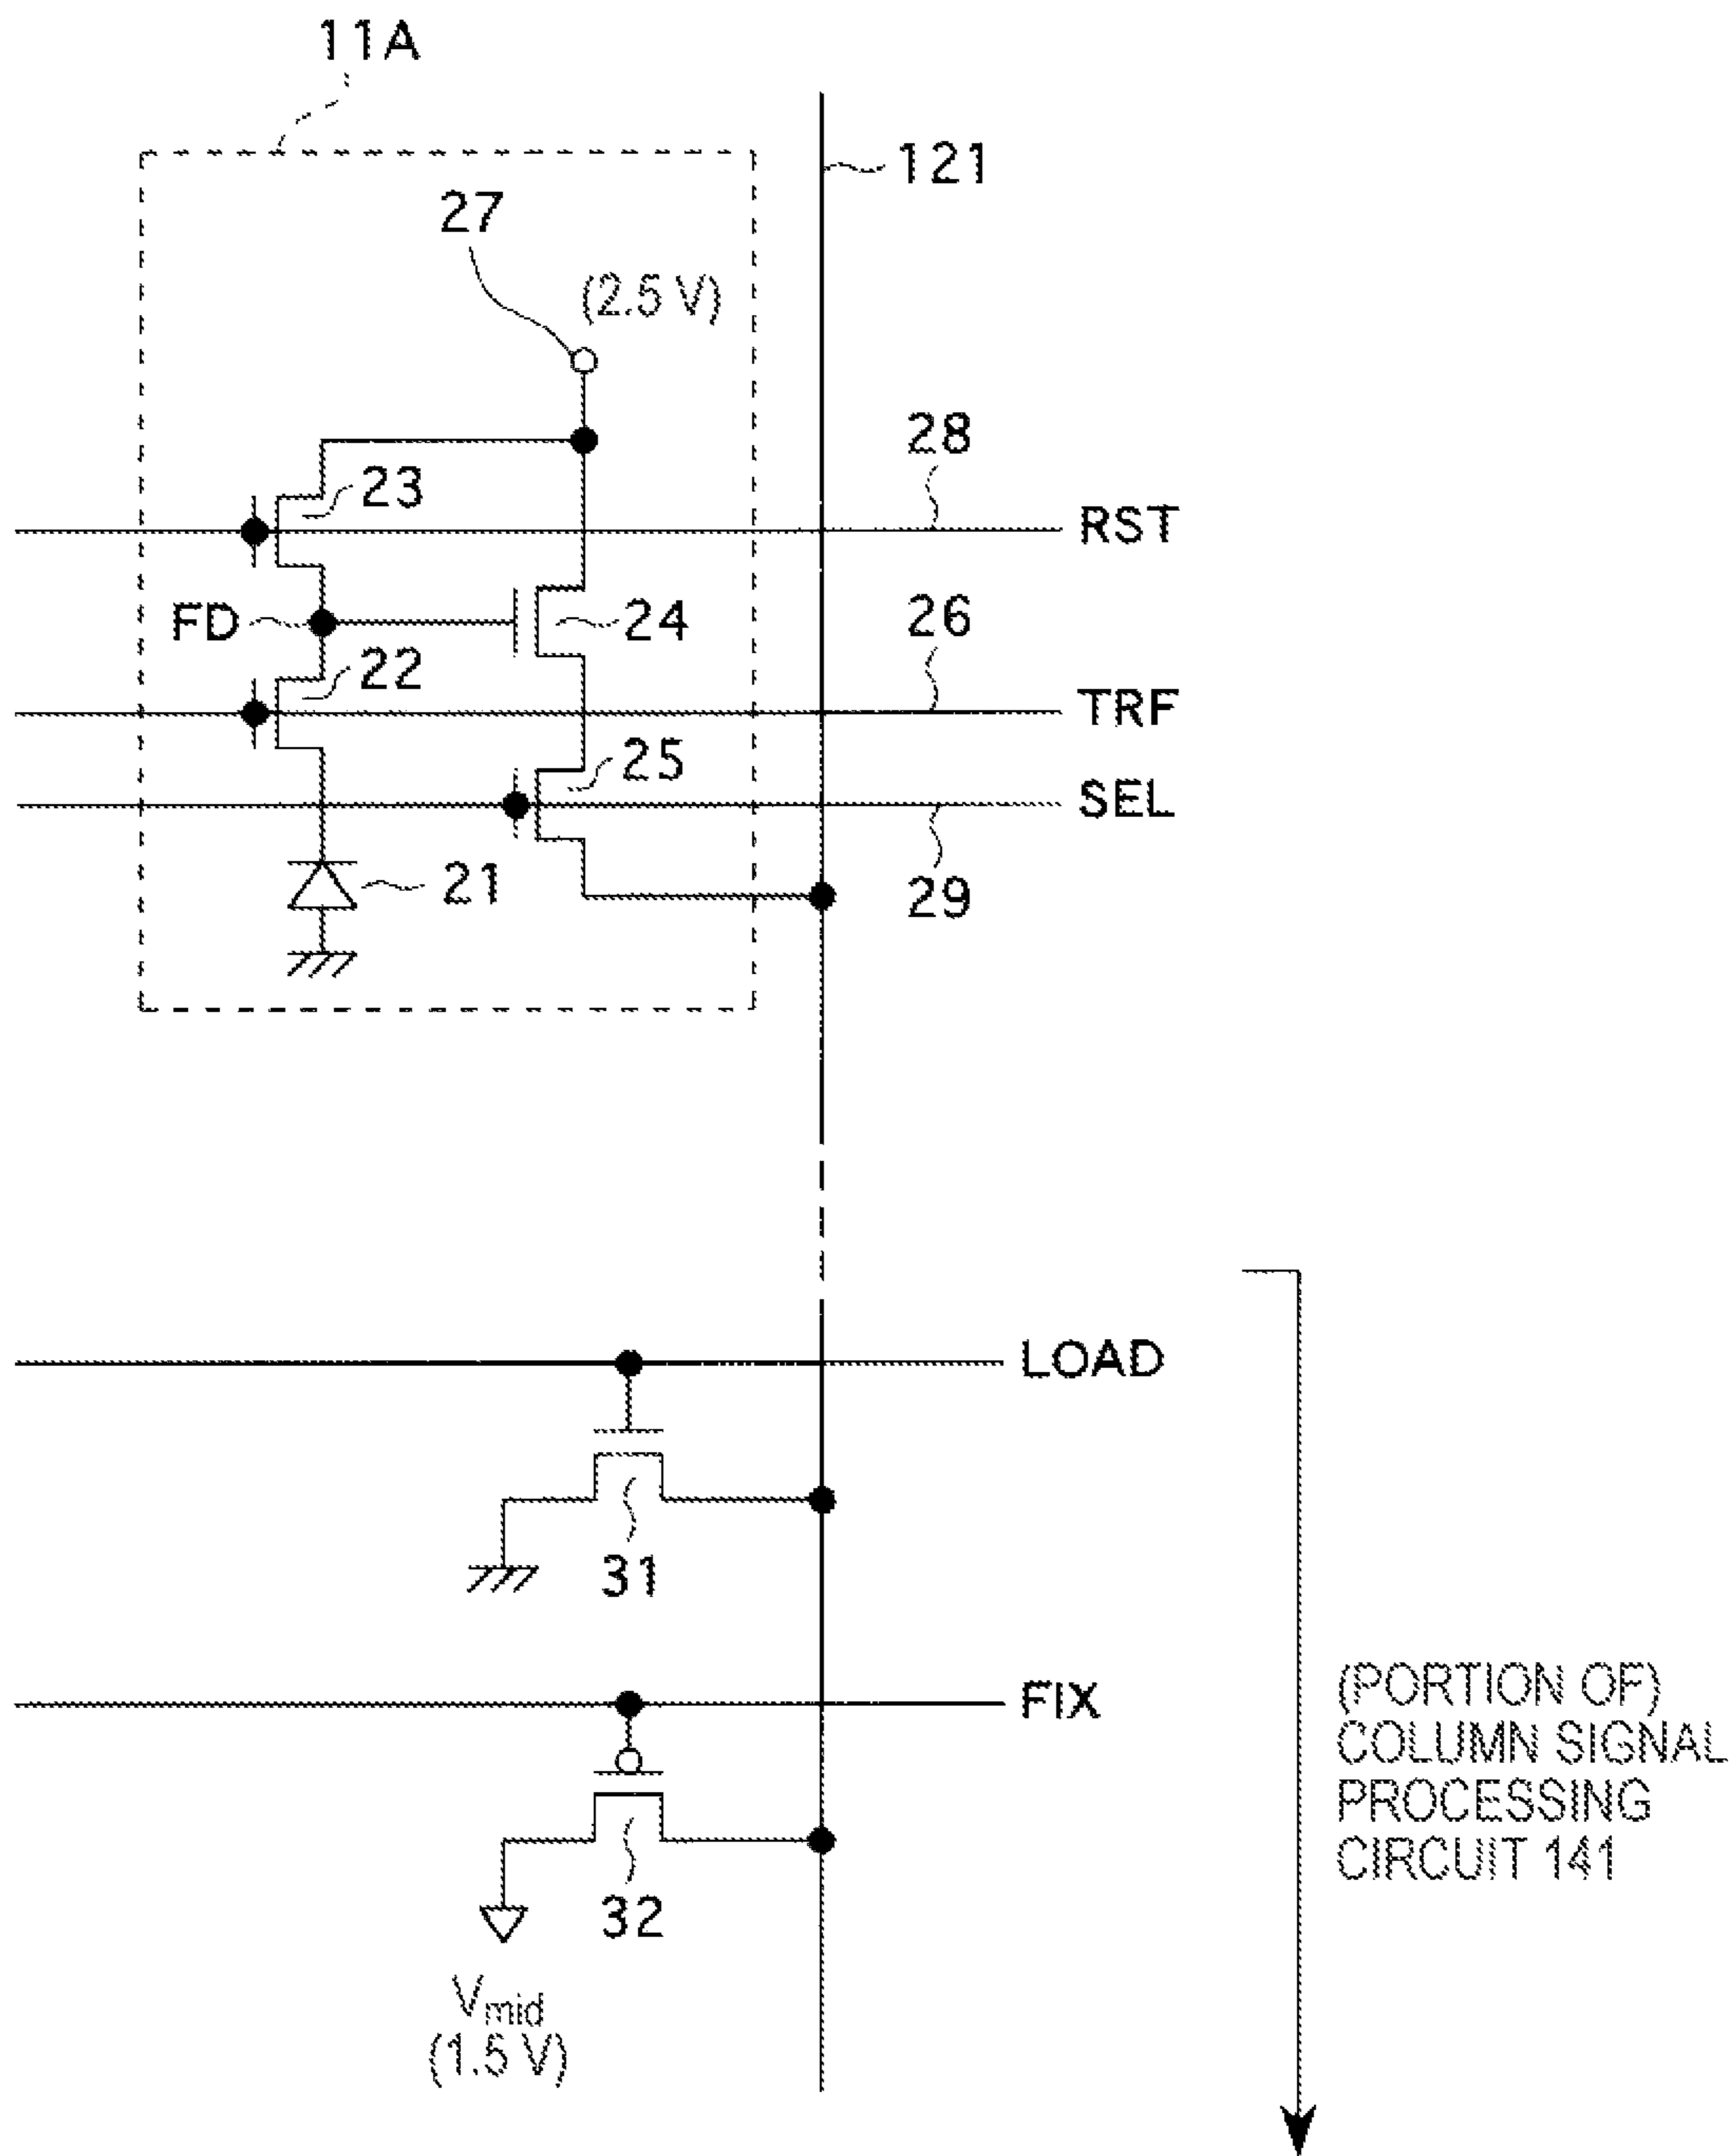 11A
121
27
(2.5 V)
28
23
RST
FD
24
26
22
TRF
25
SEL
21
29
LOAD
31
FIX
(PORTION OF)
COLUMN SIGNAL
PROCESSING
CIRCUIT 141
32
Vmid
(1.5 V)